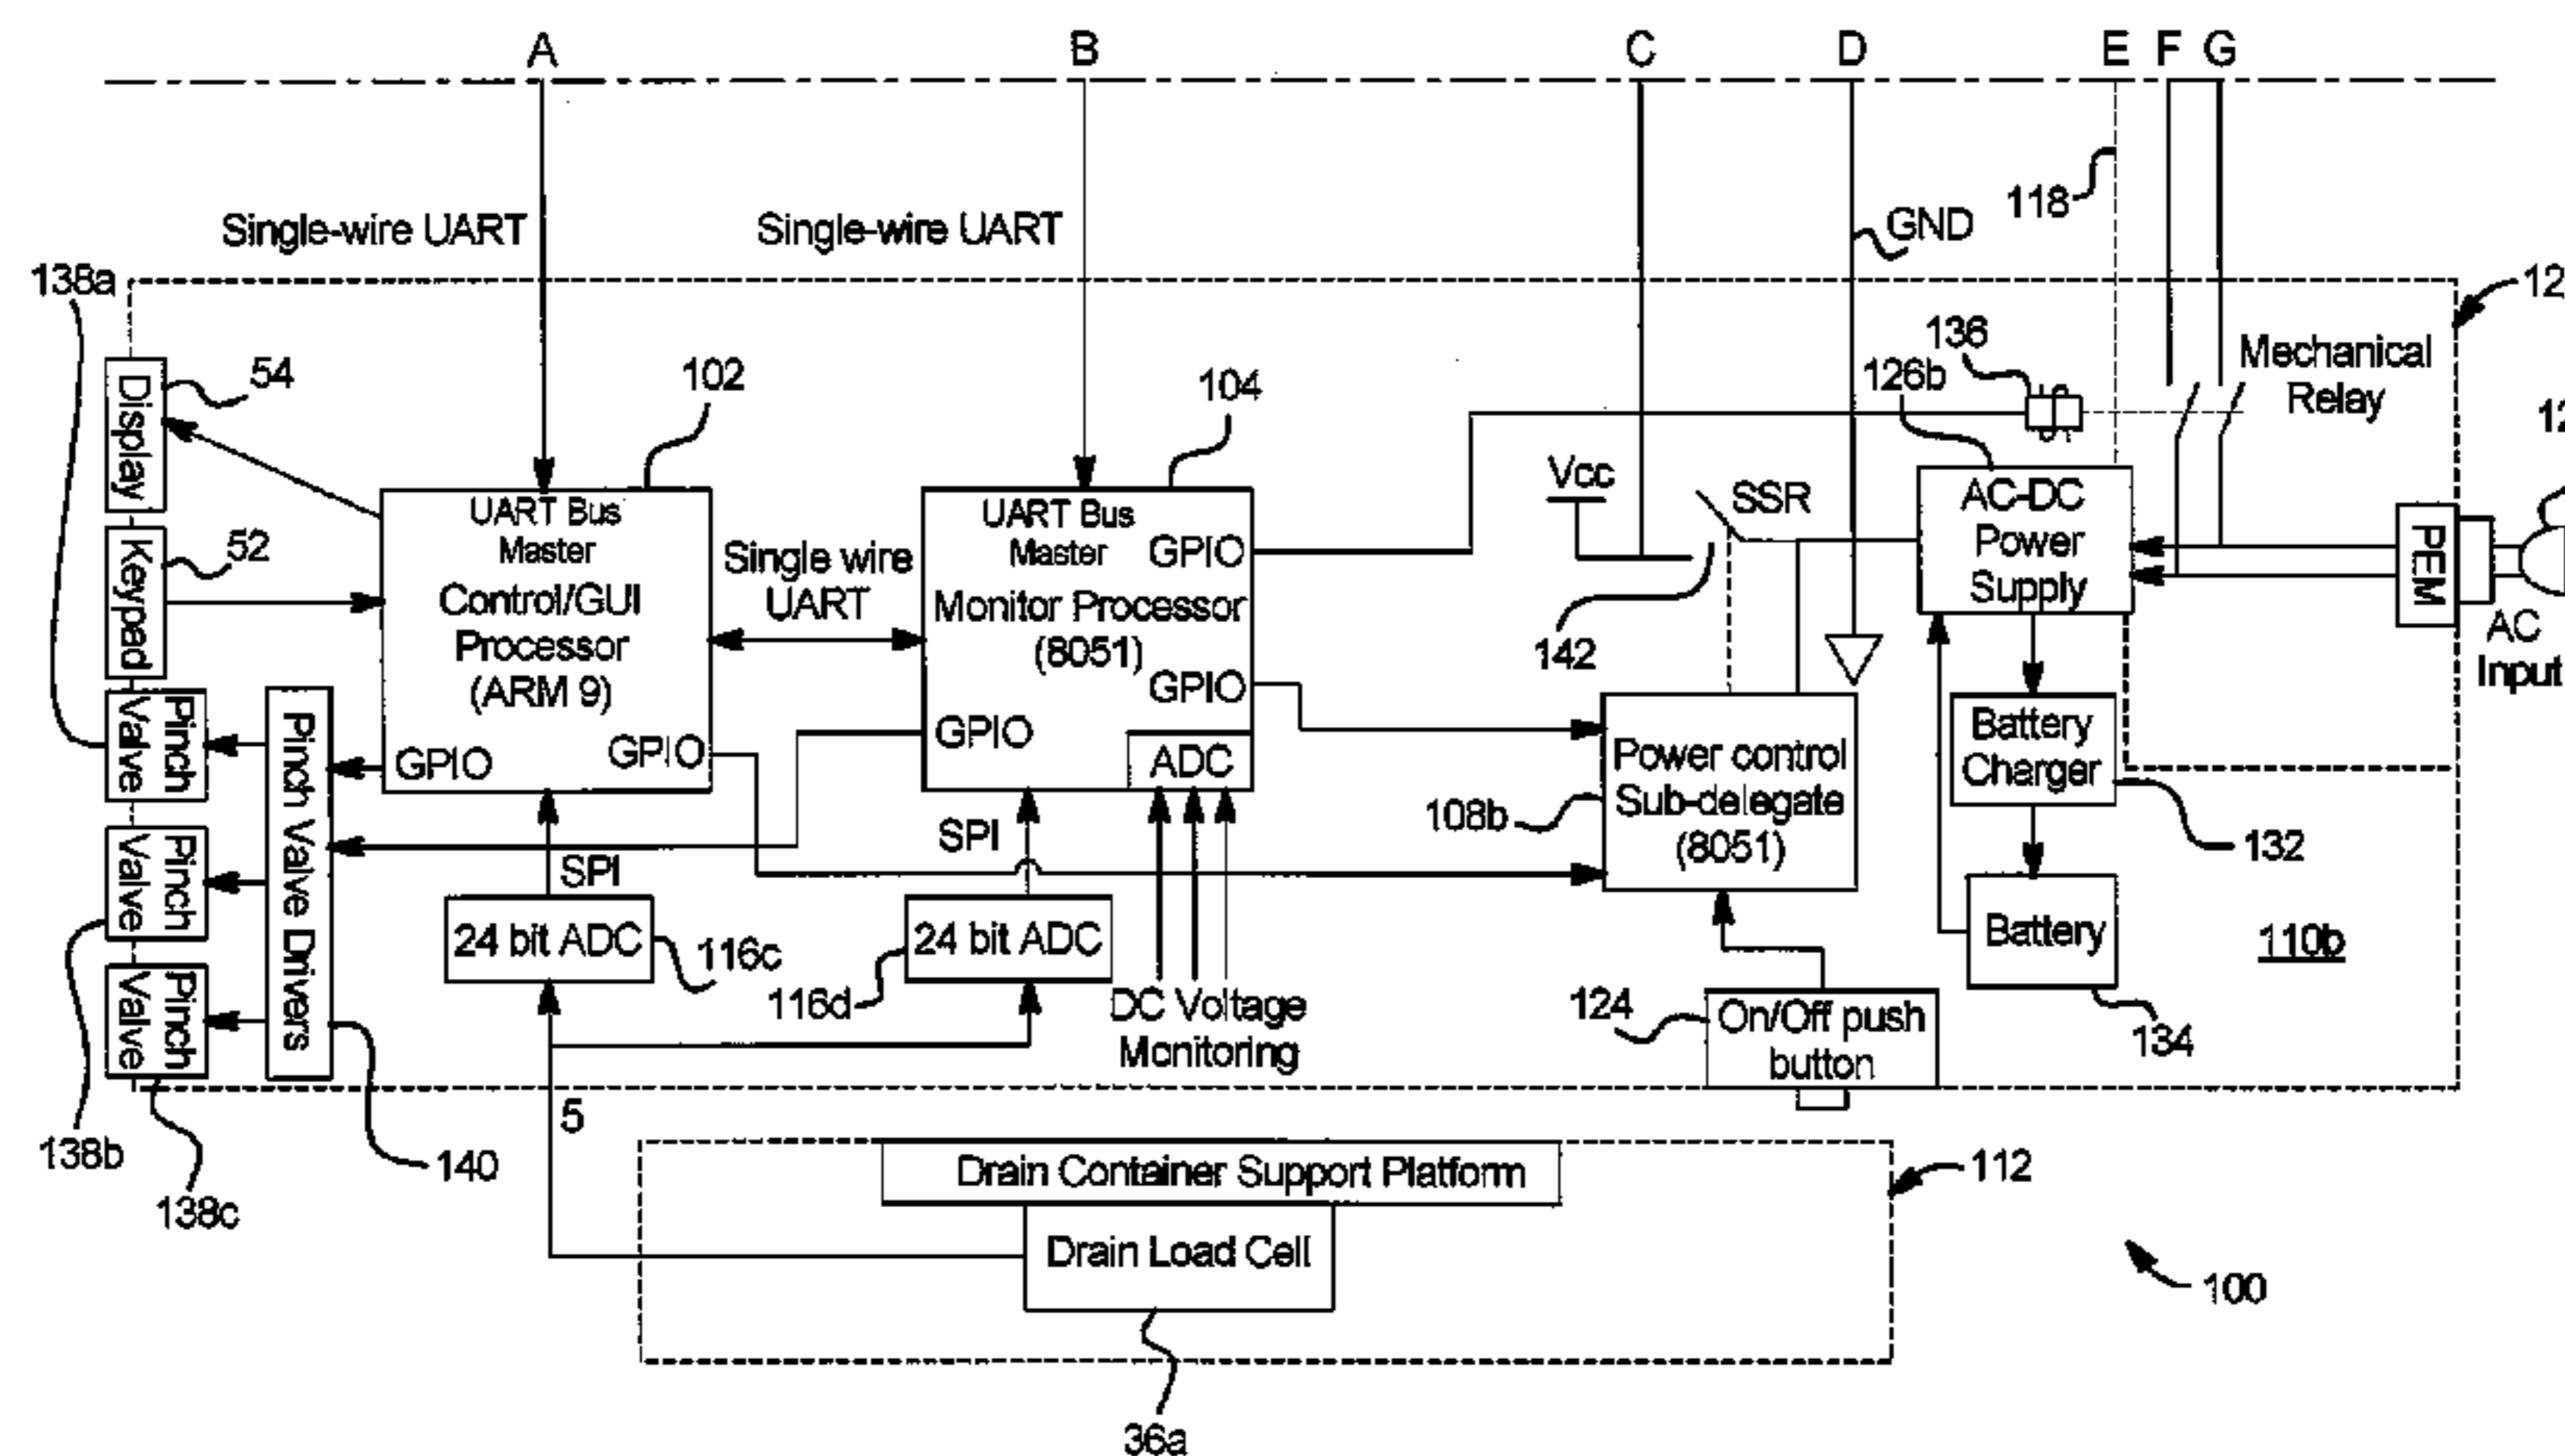 A
B
C
D
E
F
G
Single-wire UART
Single-wire UART
GND
118
138a
12
136
Mechanical
Relay
126b
54
102
104
12
Display
Vcc
SSR
UART Bus
Master
Control/GUI
Processor
(ARM 9)
GPIO
GPIO
Single wire
UART
UART Bus
Master
GPIO
Monitor Processor
(8051)
GPIO
GPIO
ADC
AC-DC
Power
Supply
PEM
AC
Input
52
Keypad
142
Pinch
Valve
Pinch
Valve
Pinch
Valve
Pinch Valve Drivers
Power control
Sub-delegate
(8051)
108b
Battery
Charger
132
SPI
SPI
24 bit ADC
116c
24 bit ADC
116d
DC Voltage
Monitoring
Battery
110b
134
124
On/Off push
button
5
138b
138c
140
Drain Container Support Platform
112
Drain Load Cell
100
36a